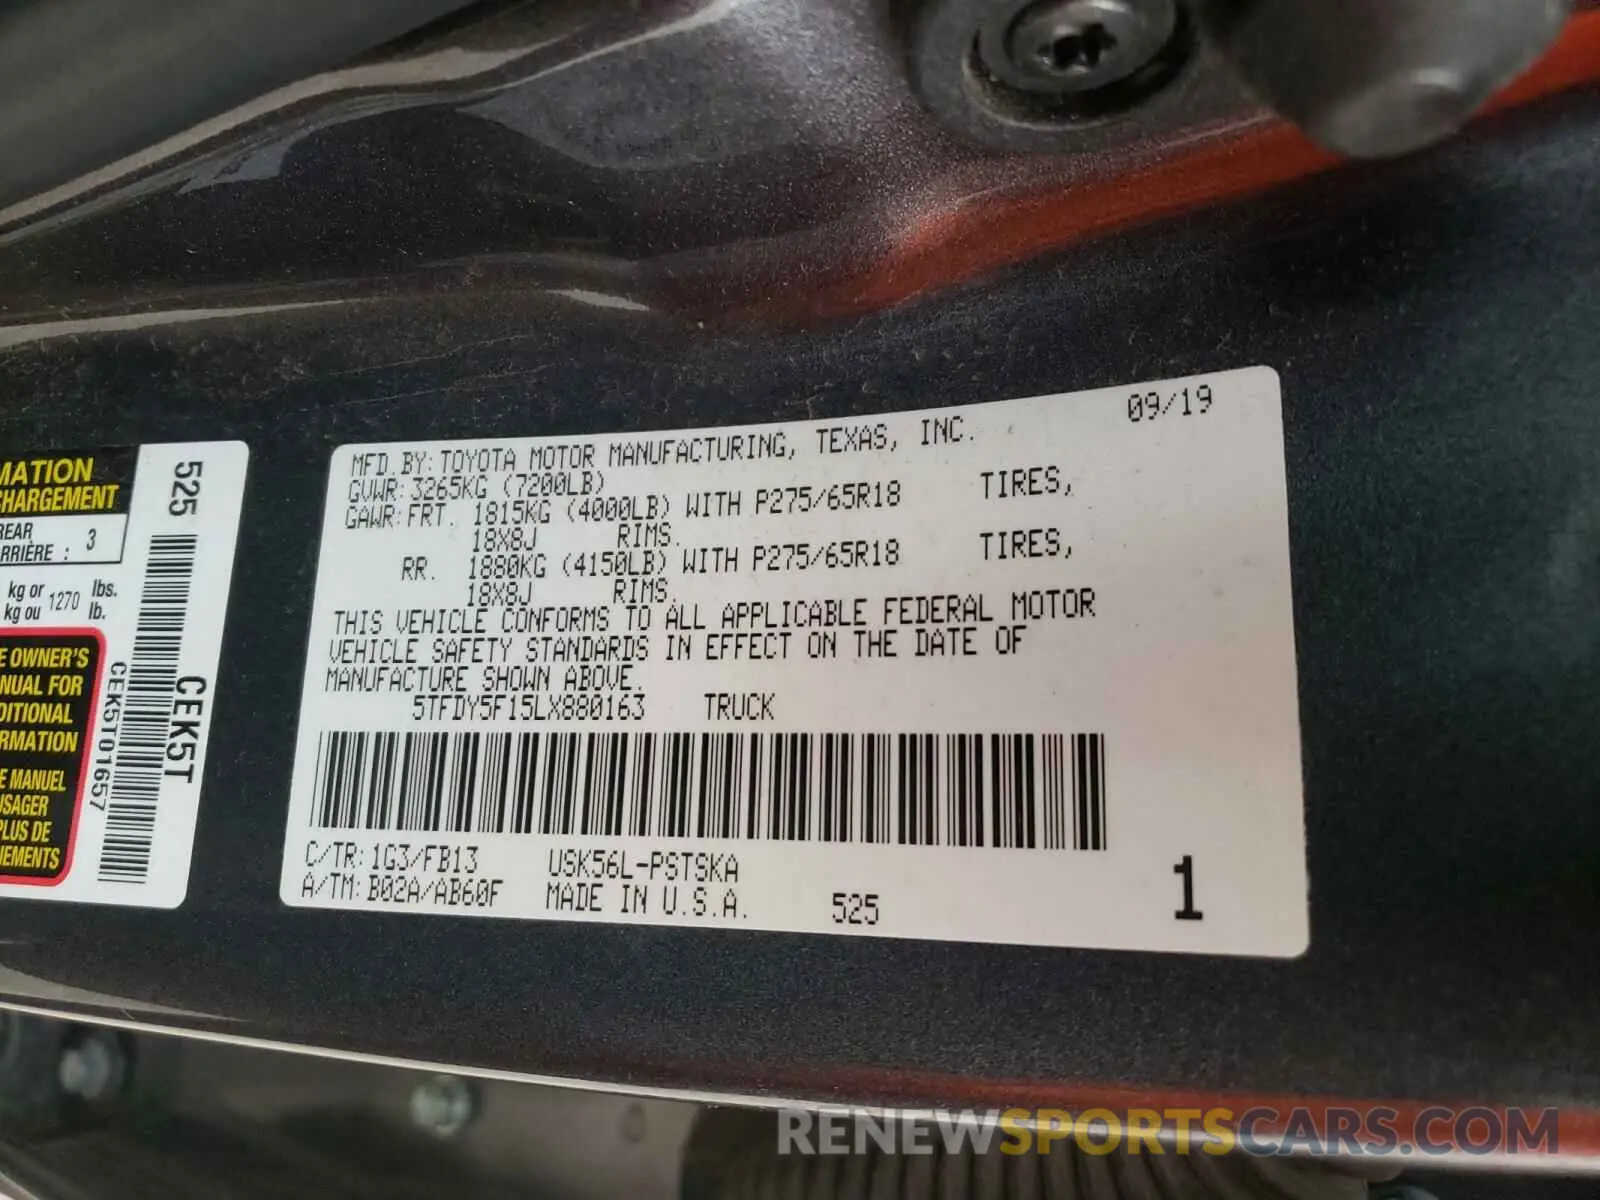 MATION
CHARGEMENT
REAR
ARRIÈRE : 3
kg or 1270 lbs.
kg ou lb.
E OWNER'S
NUAL FOR
DITIONAL
RMATION
E MANUEL
USAGER
PLUS DE
NEMENTS
525
CEK5T
CEK5T01657
09/19
MFD.BY:TOYOTA MOTOR MANUFACTURING, TEXAS, INC.
GVWR:3265KG (7200LB)
GAWR:FRT. 1815KG (4000LB) WITH P275/65R18 TIRES,
18X8J RIMS.
RR. 1880KG (4150LB) WITH P275/65R18 TIRES,
18X8J RIMS.
THIS VEHICLE CONFORMS TO ALL APPLICABLE FEDERAL MOTOR
VEHICLE SAFETY STANDARDS IN EFFECT ON THE DATE OF
MANUFACTURE SHOWN ABOVE.
5TFDY5F15LX880163 TRUCK
C/TR:1G3/FB13 USK56L-PSTSKA
A/TM:B02A/AB60F MADE IN U.S.A. 525
1
RENEWSPORTSCARS.COM